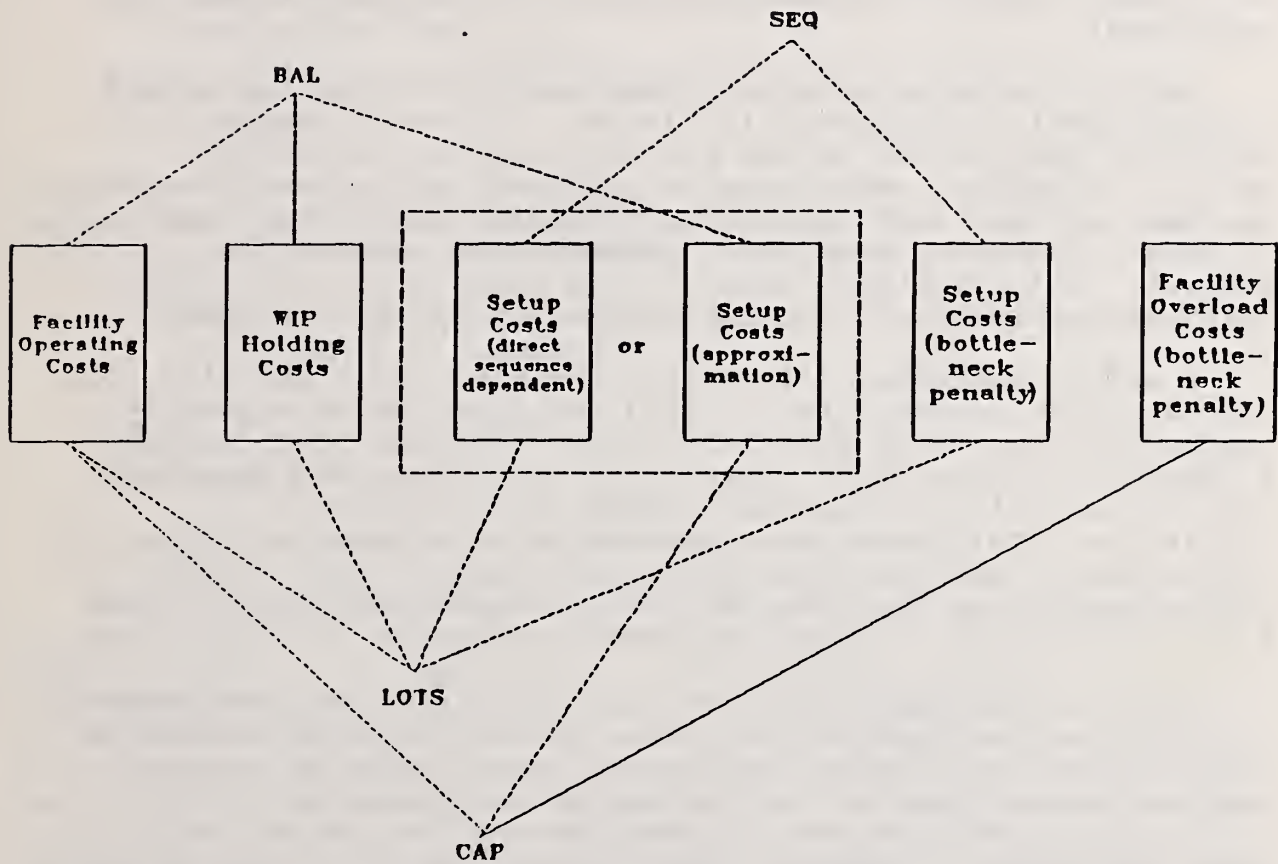 SEQ
BAL
Facility
Operating
Costs
WIP
Holding
Costs
Setup
Costs
(direct
sequence
dependent)
or
Setup
Costs
(approxi-
mation)
Setup
Costs
(bottle-
neck
penalty)
Facility
Overload
Costs
(bottle-
neck
penalty)
LOTS
CAP